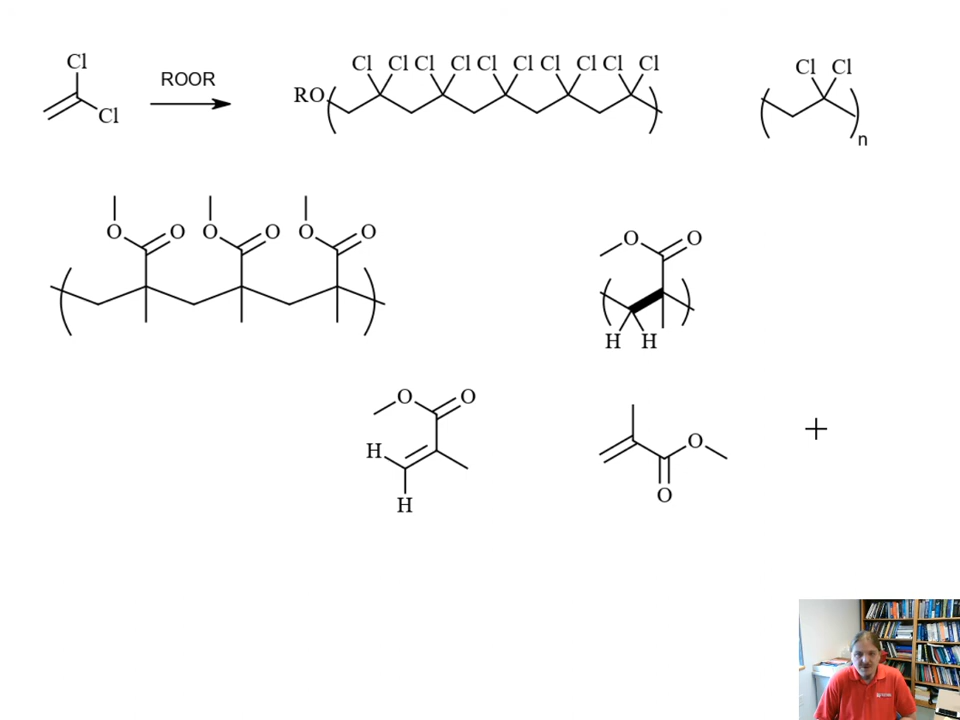 Cl
Cl
ROOR
RO
Cl Cl Cl Cl Cl Cl Cl Cl Cl Cl
Cl Cl
n
O O O O O O
O O
H H
O O
H
H
O
O
+